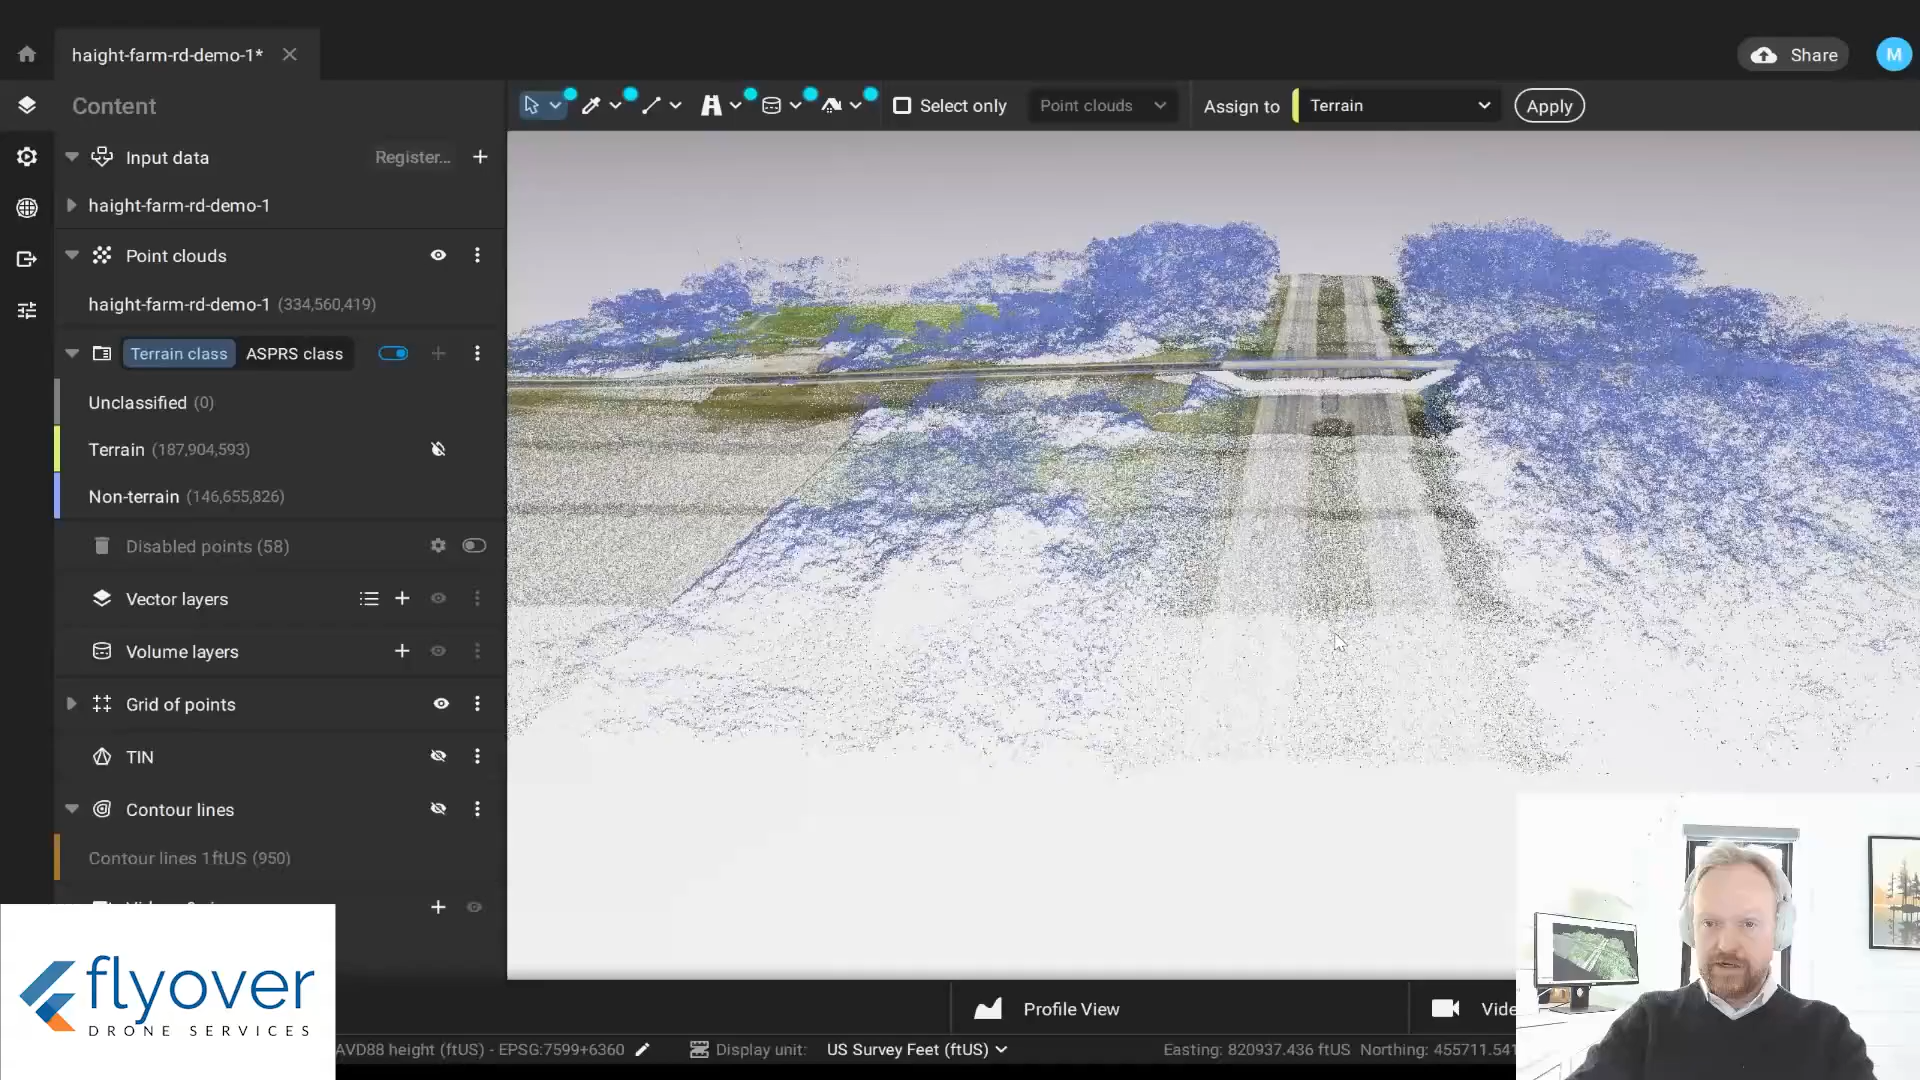 haight-farm-rd-demo-1*
Share
M
Content
Select only
Point clouds
Assign to
Terrain
Apply
Input data
Register...
haight-farm-rd-demo-1
Point clouds
haight-farm-rd-demo-1 (334,560,419)
Terrain class
ASPRS class
Unclassified (0)
Terrain (187,904,593)
Non-terrain (146,655,826)
Disabled points (58)
Vector layers
Volume layers
Grid of points
TIN
Contour lines
Contour lines 1ftUS (950)
flyover
DRONE SERVICES
Profile View
Vide
AVD88 height (ftUS) - EPSG:7599+6360
Display unit:
US Survey Feet (ftUS)
Easting: 820937.436 ftUS Northing: 455711.541